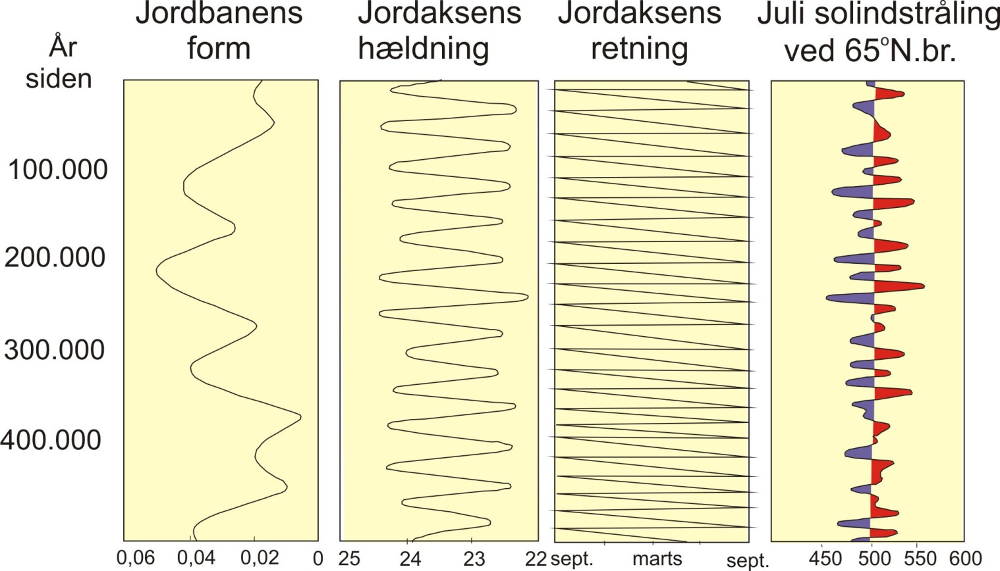 År
siden
Jordbanens
form
Jordaksens
hældning
Jordaksens
retning
Juli solindstråling
ved 65°N.br.
100.000
200.000
300.000
400.000
0,06 0,04 0,02 0
25 24 23 22
sept. marts sept.
450 500 550 600